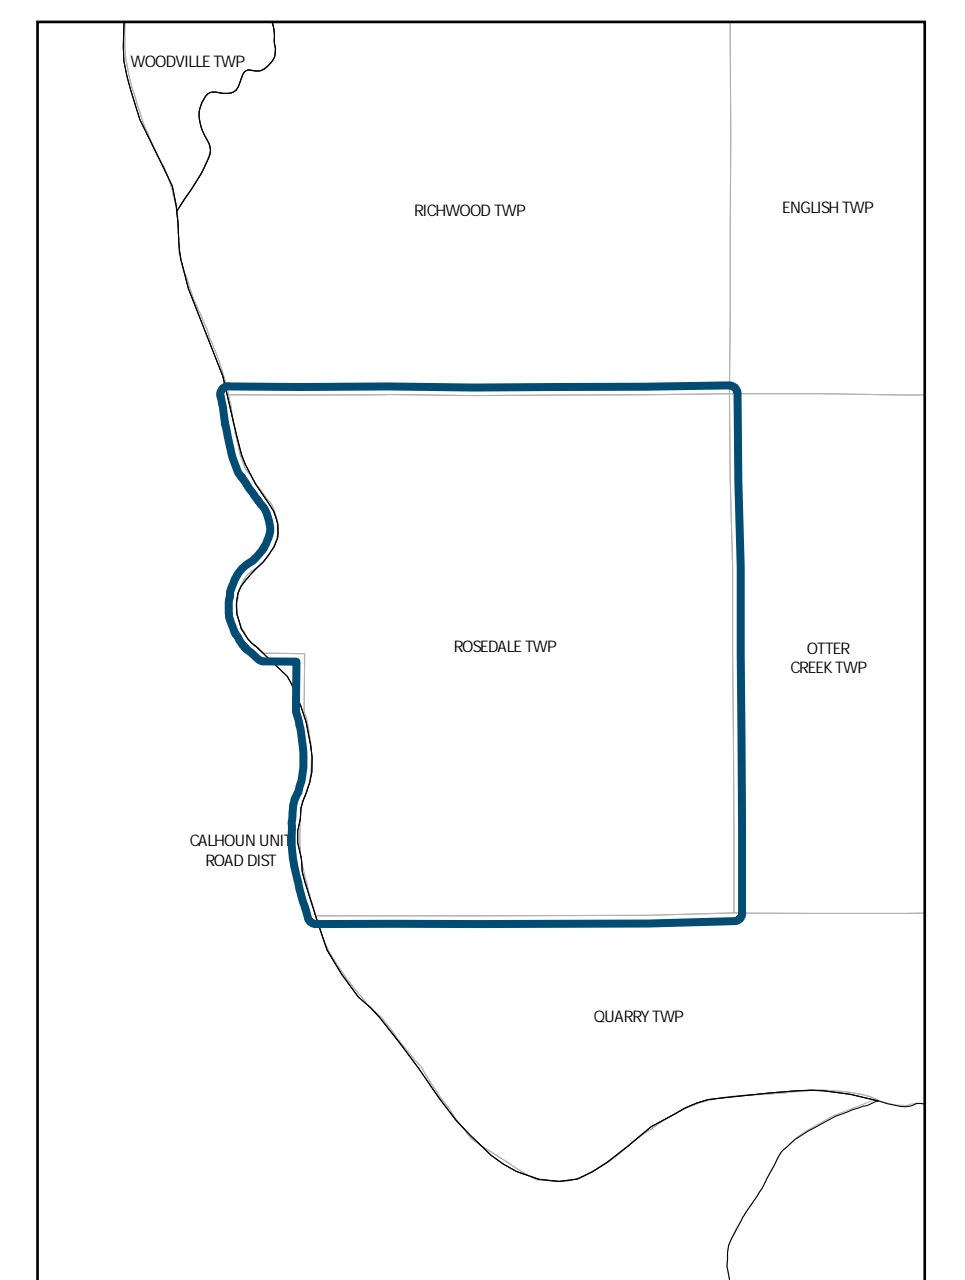 WOODVILLE TWP
RICHWOOD TWP
ENGLISH TWP
ROSEDALE TWP
OTTER
CREEK TWP
CALHOUN UNIT
ROAD DIST
QUARRY TWP